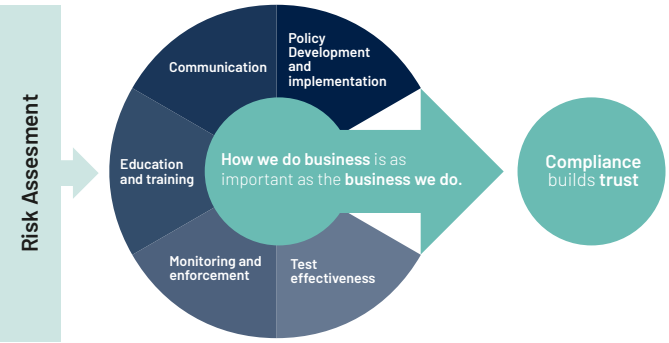 Risk Assesment
Communication
Policy
Development
and
implementation
Education
and training
How we do business is as
important as the business we do.
Monitoring and
enforcement
Test
effectiveness
Compliance
builds trust